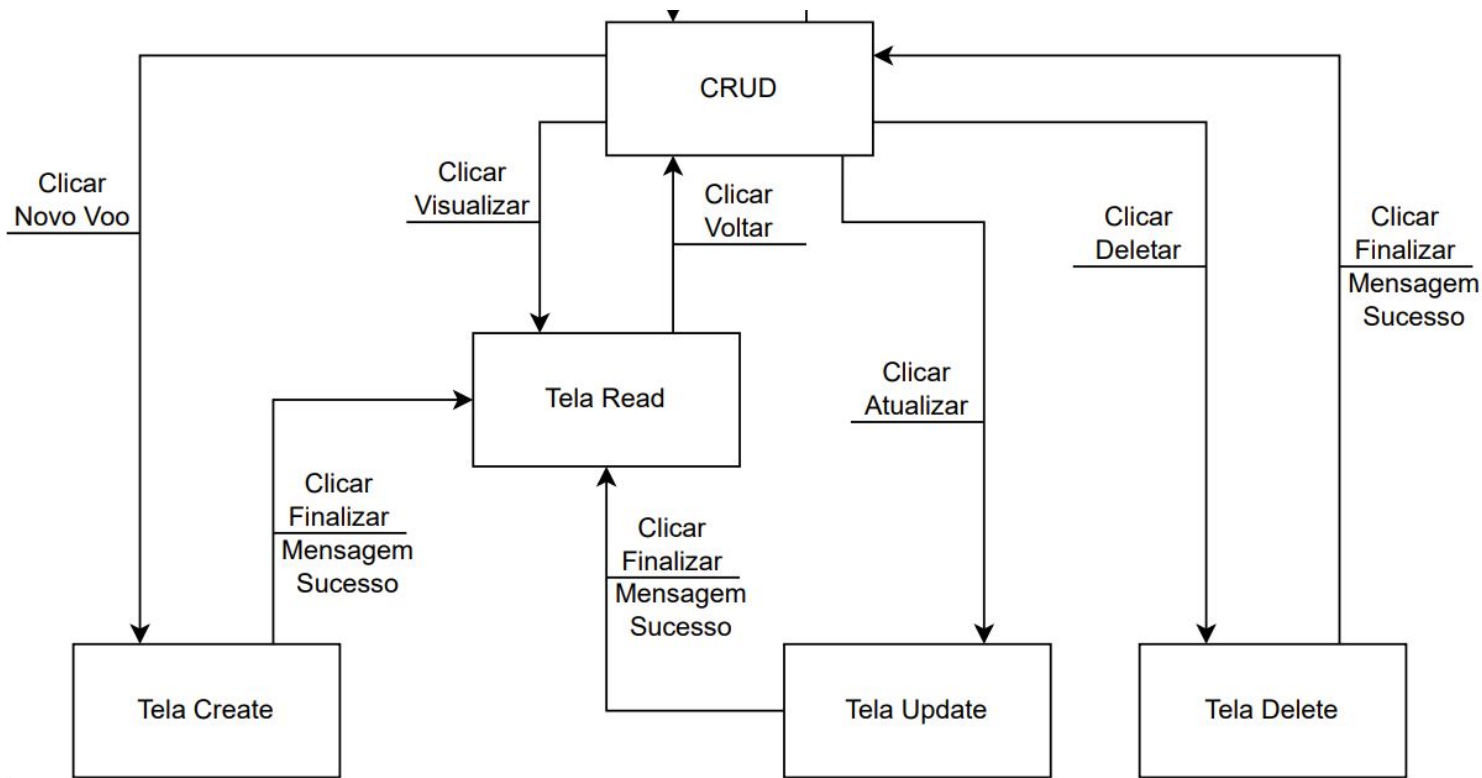 CRUD
Clicar
Novo Voo
Clicar
Visualizar
Clicar
Voltar
Clicar
Deletar
Clicar
Finalizar
Mensagem
Sucesso
Tela Read
Clicar
Atualizar
Clicar
Finalizar
Mensagem
Sucesso
Clicar
Finalizar
Mensagem
Sucesso
Tela Create
Tela Update
Tela Delete